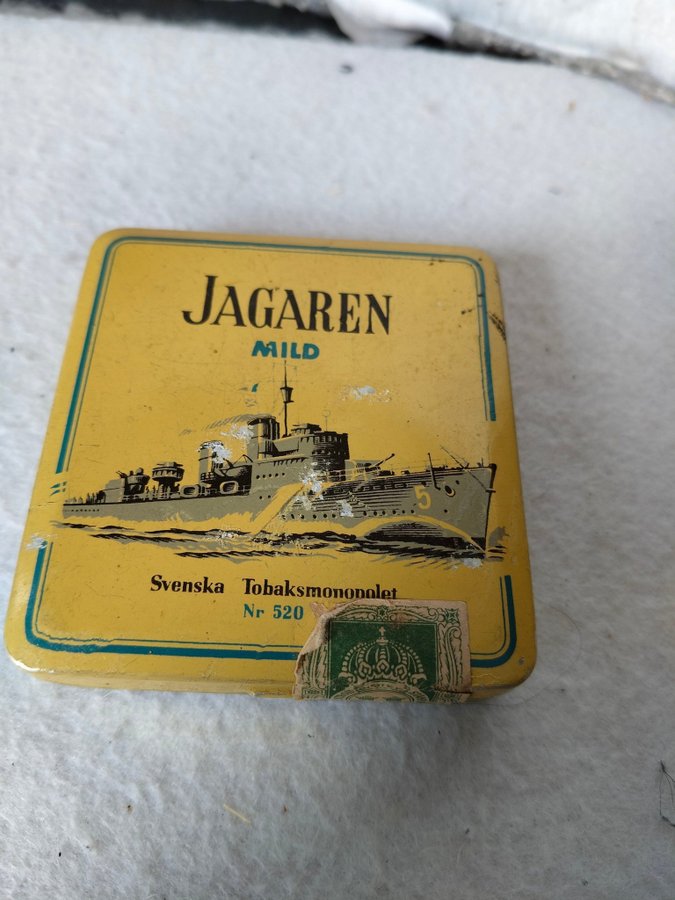 JAGAREN
MILD
5
Svenska Tobaksmonopolet
Nr 520